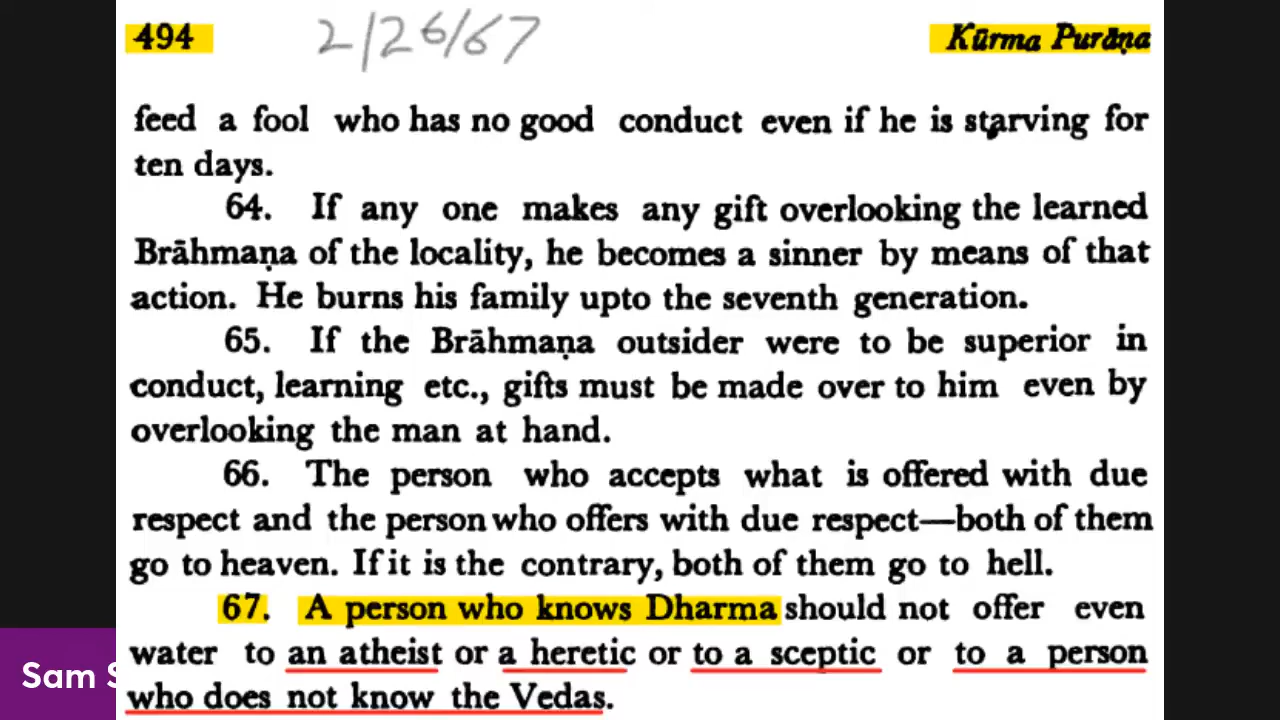 494
2/26/67
Kūrma Purāṇa
feed a fool who has no good conduct even if he is starving for
ten days.
64. If any one makes any gift overlooking the learned
Brāhmaṇa of the locality, he becomes a sinner by means of that
action. He burns his family upto the seventh generation.
65. If the Brāhmaṇa outsider were to be superior in
conduct, learning etc., gifts must be made over to him even by
overlooking the man at hand.
66. The person who accepts what is offered with due
respect and the person who offers with due respect—both of them
go to heaven. If it is the contrary, both of them go to hell.
67. A person who knows Dharma should not offer even
water to an atheist or a heretic or to a sceptic or to a person
who does not know the Vedas.
Sam